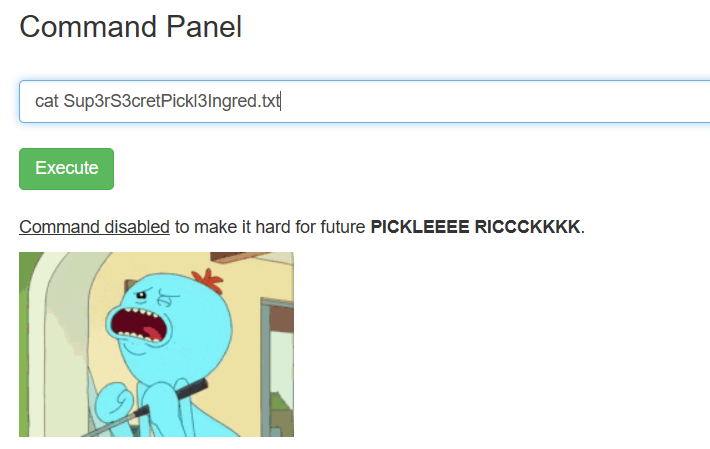 Command Panel
cat Sup3rS3cretPickl3Ingred.txt
Execute
Command disabled to make it hard for future PICKLEEEE RICCCKKKK.